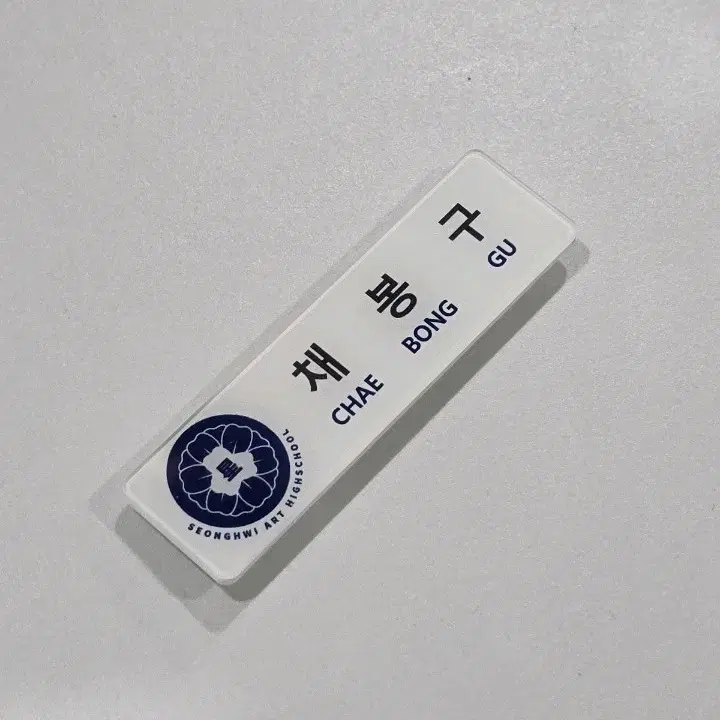 채 봉 구
CHAE BONG GU
SEONGHWI ART HIGHSCHOOL